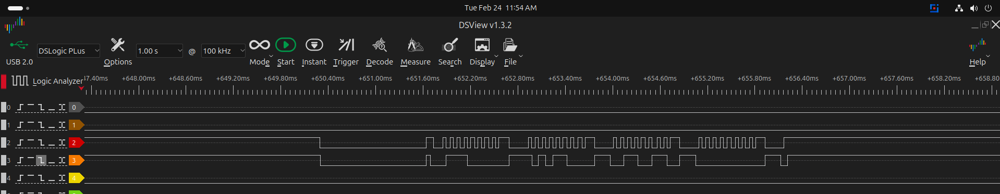 Tue Feb 24 11:54 AM
DSView v1.3.2
USB 2.0
DSLogic PLus
Options
1.00 s
@
100 kHz
Mode
Start
Instant
Trigger
Decode
Measure
Search
Display
File
Help
Logic Analyzer
47.40ms +648.00ms +648.60ms +649.20ms +649.80ms +650.40ms +651.00ms +651.60ms +652.20ms +652.80ms +653.40ms +654.00ms +654.60ms +655.20ms +655.80ms +656.40ms +657.00ms +657.60ms +658.20ms +658.80
0 0
1 1
2 2
3 3
4 4